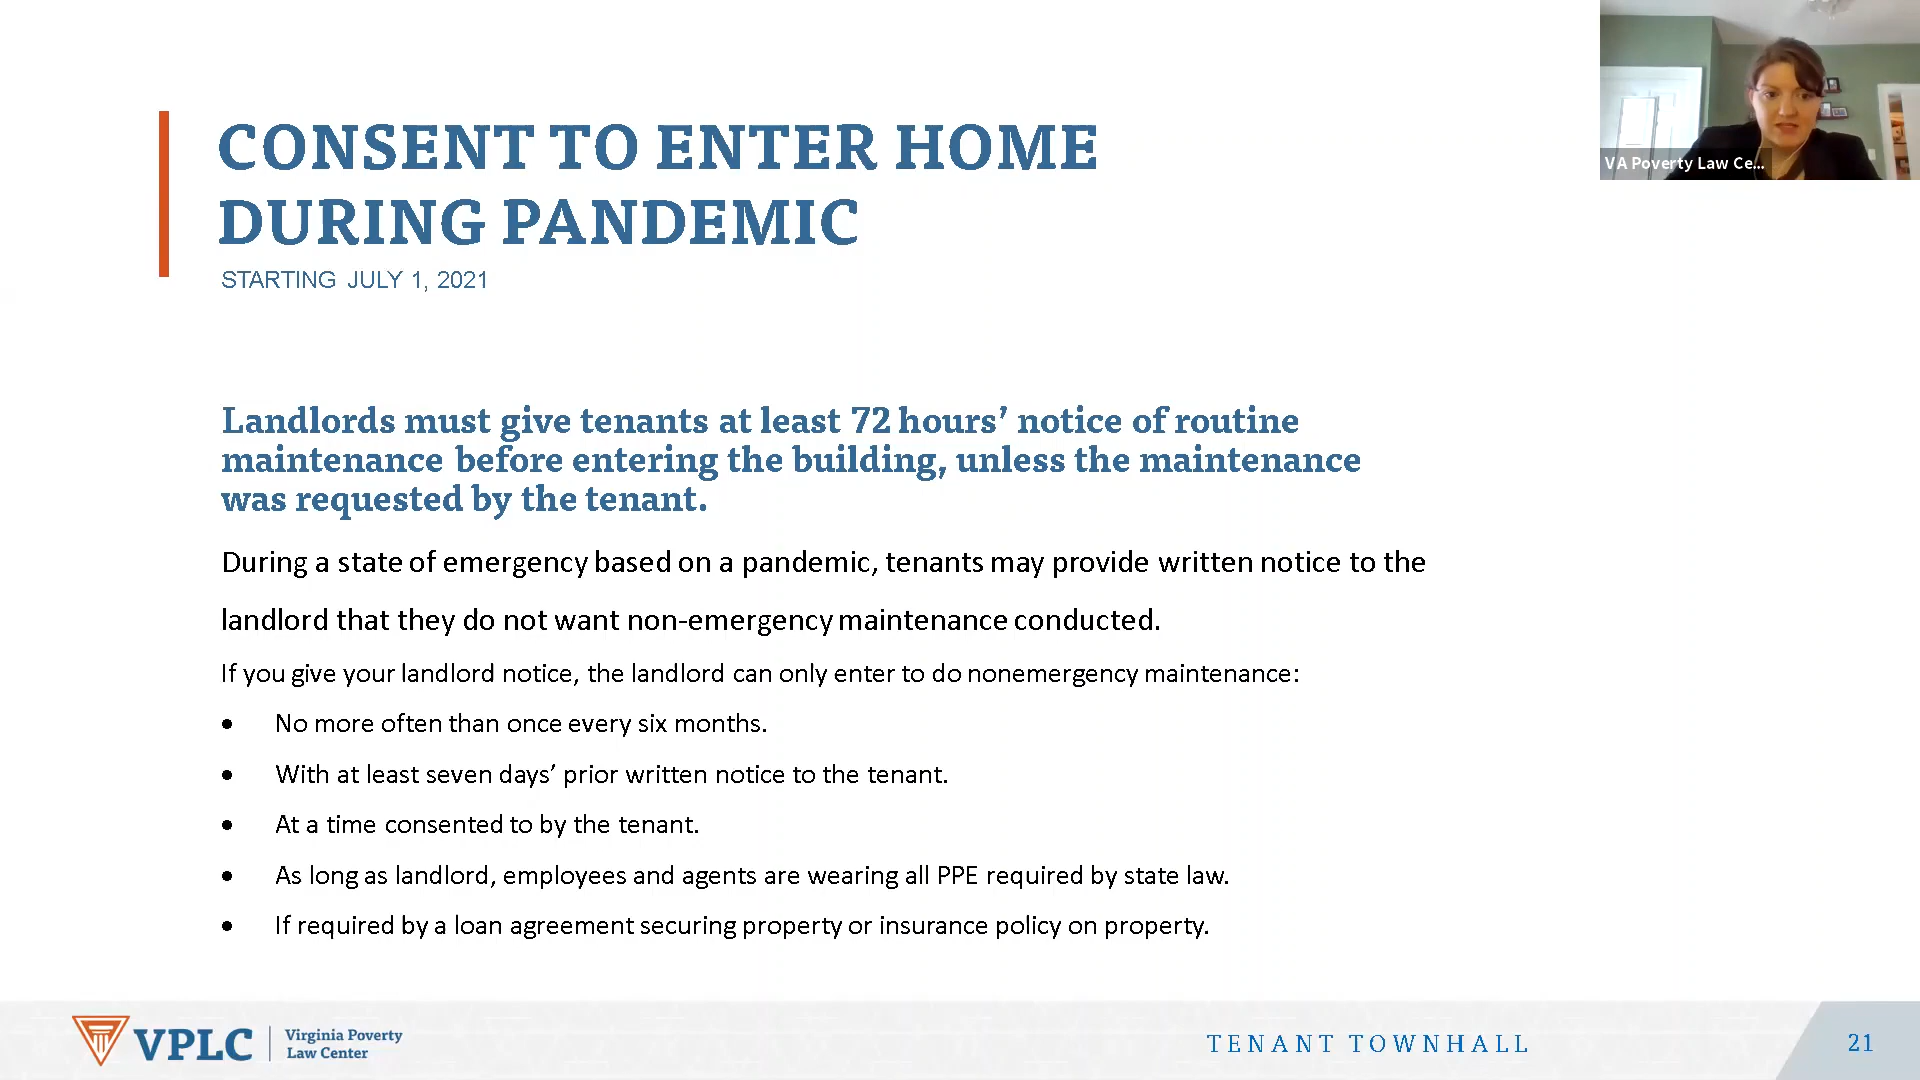 CONSENT TO ENTER HOME
DURING PANDEMIC
STARTING JULY 1, 2021
VA Poverty Law Ce...
Landlords must give tenants at least 72 hours’ notice of routine
maintenance before entering the building, unless the maintenance
was requested by the tenant.
During a state of emergency based on a pandemic, tenants may provide written notice to the
landlord that they do not want non-emergency maintenance conducted.
If you give your landlord notice, the landlord can only enter to do nonemergency maintenance:
• No more often than once every six months.
• With at least seven days’ prior written notice to the tenant.
• At a time consented to by the tenant.
• As long as landlord, employees and agents are wearing all PPE required by state law.
• If required by a loan agreement securing property or insurance policy on property.
VPLC
Virginia Poverty
Law Center
TENANT TOWNHALL
21